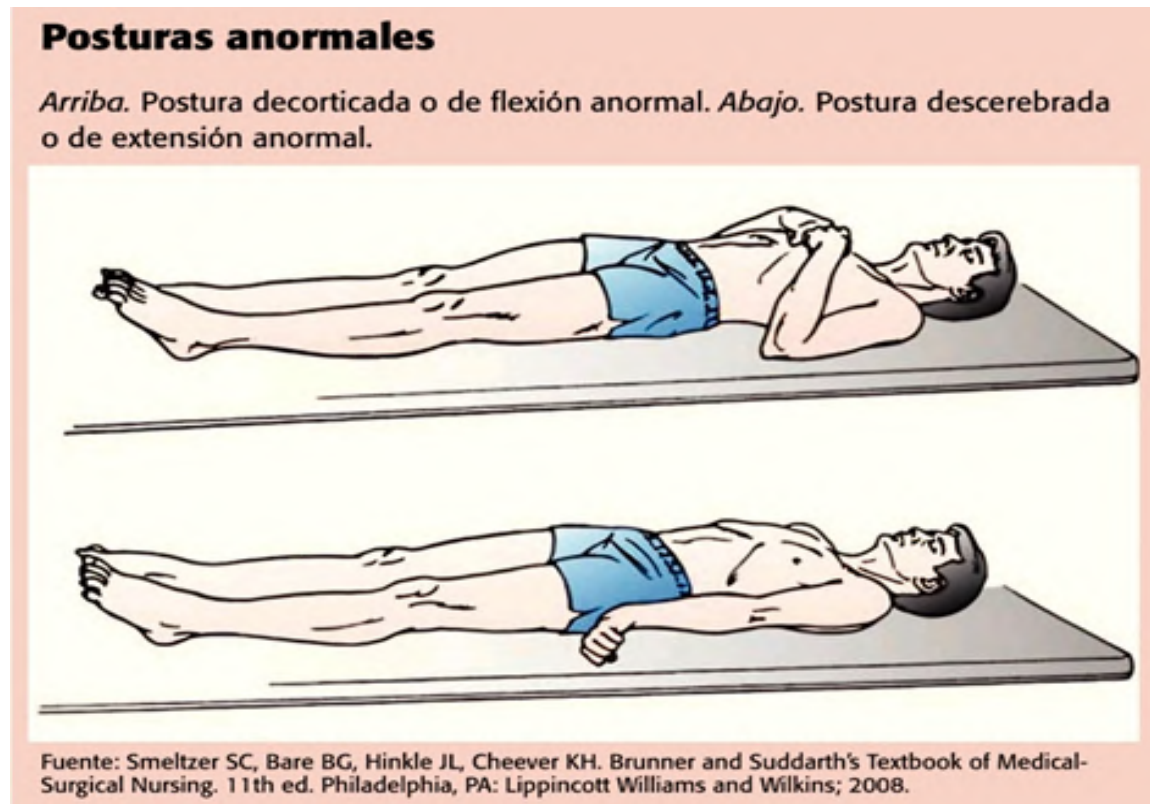 Posturas anormales
Arriba. Postura decorticada o de flexión anormal. Abajo. Postura descerebrada
o de extensión anormal.
Fuente: Smeltzer SC, Bare BG, Hinkle JL, Cheever KH. Brunner and Suddarth’s Textbook of Medical-
Surgical Nursing. 11th ed. Philadelphia, PA: Lippincott Williams and Wilkins; 2008.